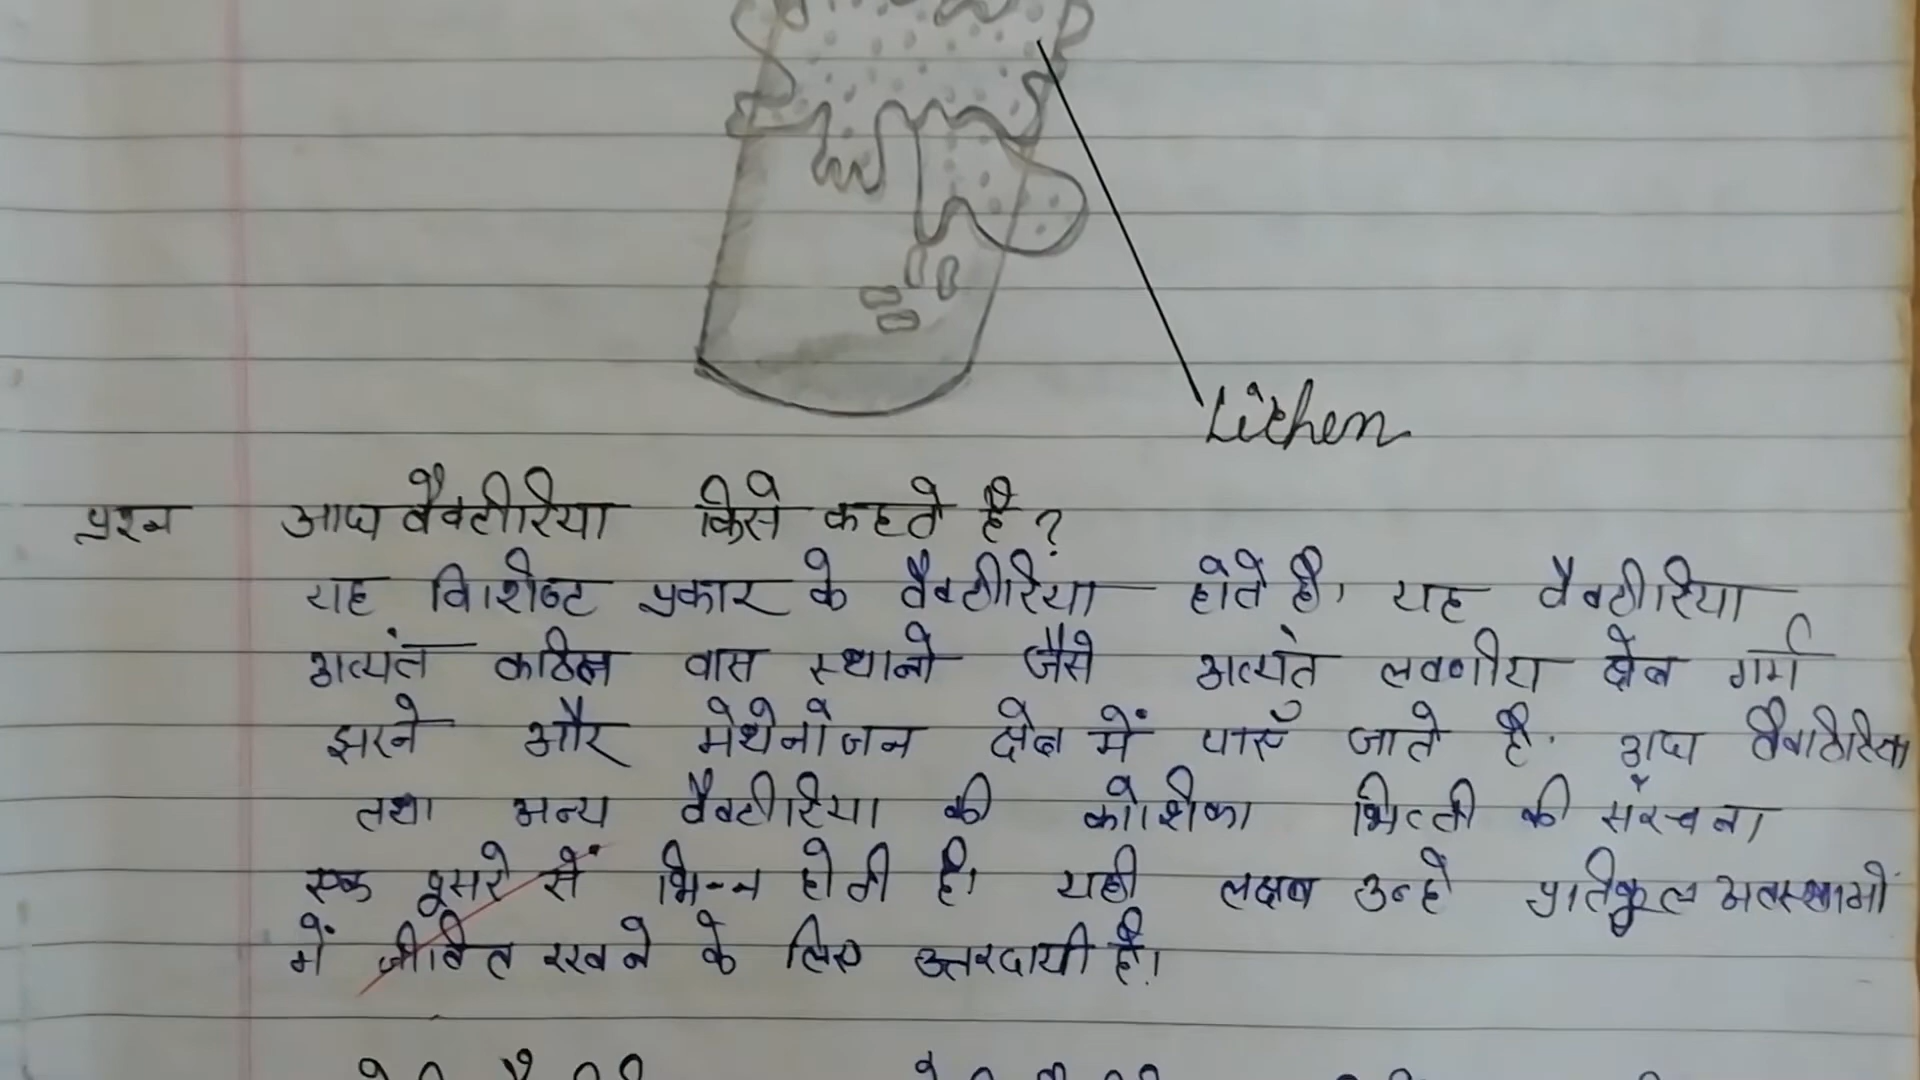 Lichen
प्रश्न आद्य बैक्टीरिया किसे कहते है?
यह विशिष्ट प्रकार के बैक्टीरिया होते है। यह बैक्टीरिया
अत्यंत कठिन वास स्थानो जैसे अत्यंत लवणीय क्षेत्र गर्म
झरने और मेथेनोजन क्षेत्र में पाएँ जाते है. आद्य बैक्टीरिया
तथा अन्य बैक्टीरिया की कोशिका भित्ती की संरचना
एक दूसरे सें भिन्न होती है। यही लक्षण उन्हे प्रतिकूल अवस्थाओं
में जीवित रखने के लिए उत्तरदायी है।